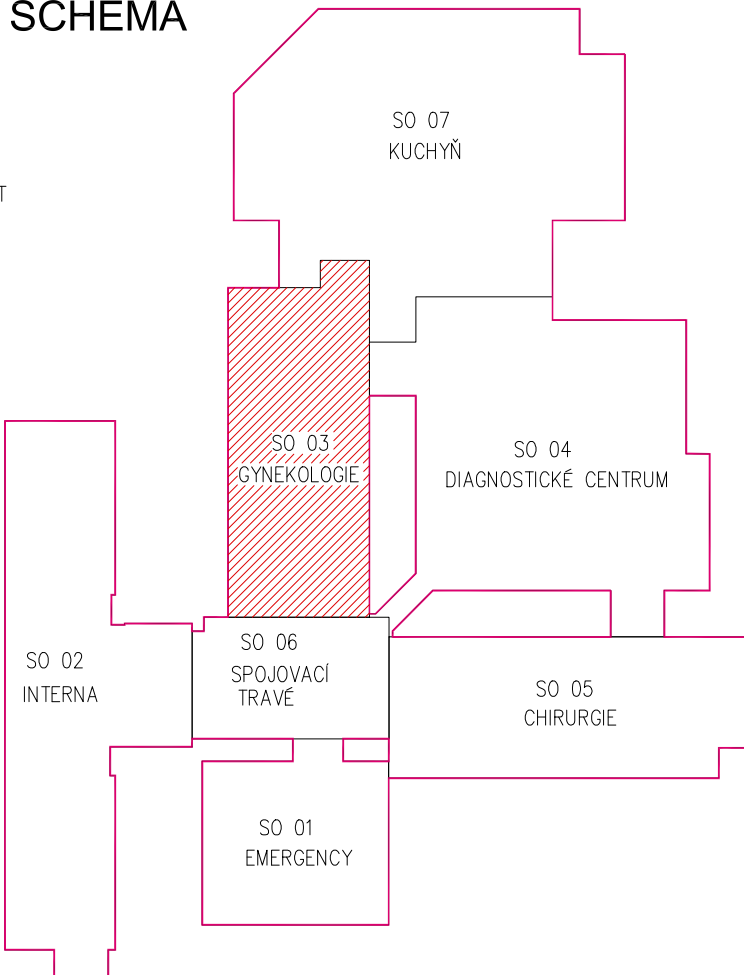 SCHEMA
SO 07
KUCHYŇ
T
SO 03
GYNEKOLOGIE
SO 04
DIAGNOSTICKÉ CENTRUM
SO 06
SPOJOVACÍ
TRAVÉ
SO 02
INTERNA
SO 05
CHIRURGIE
SO 01
EMERGENCY